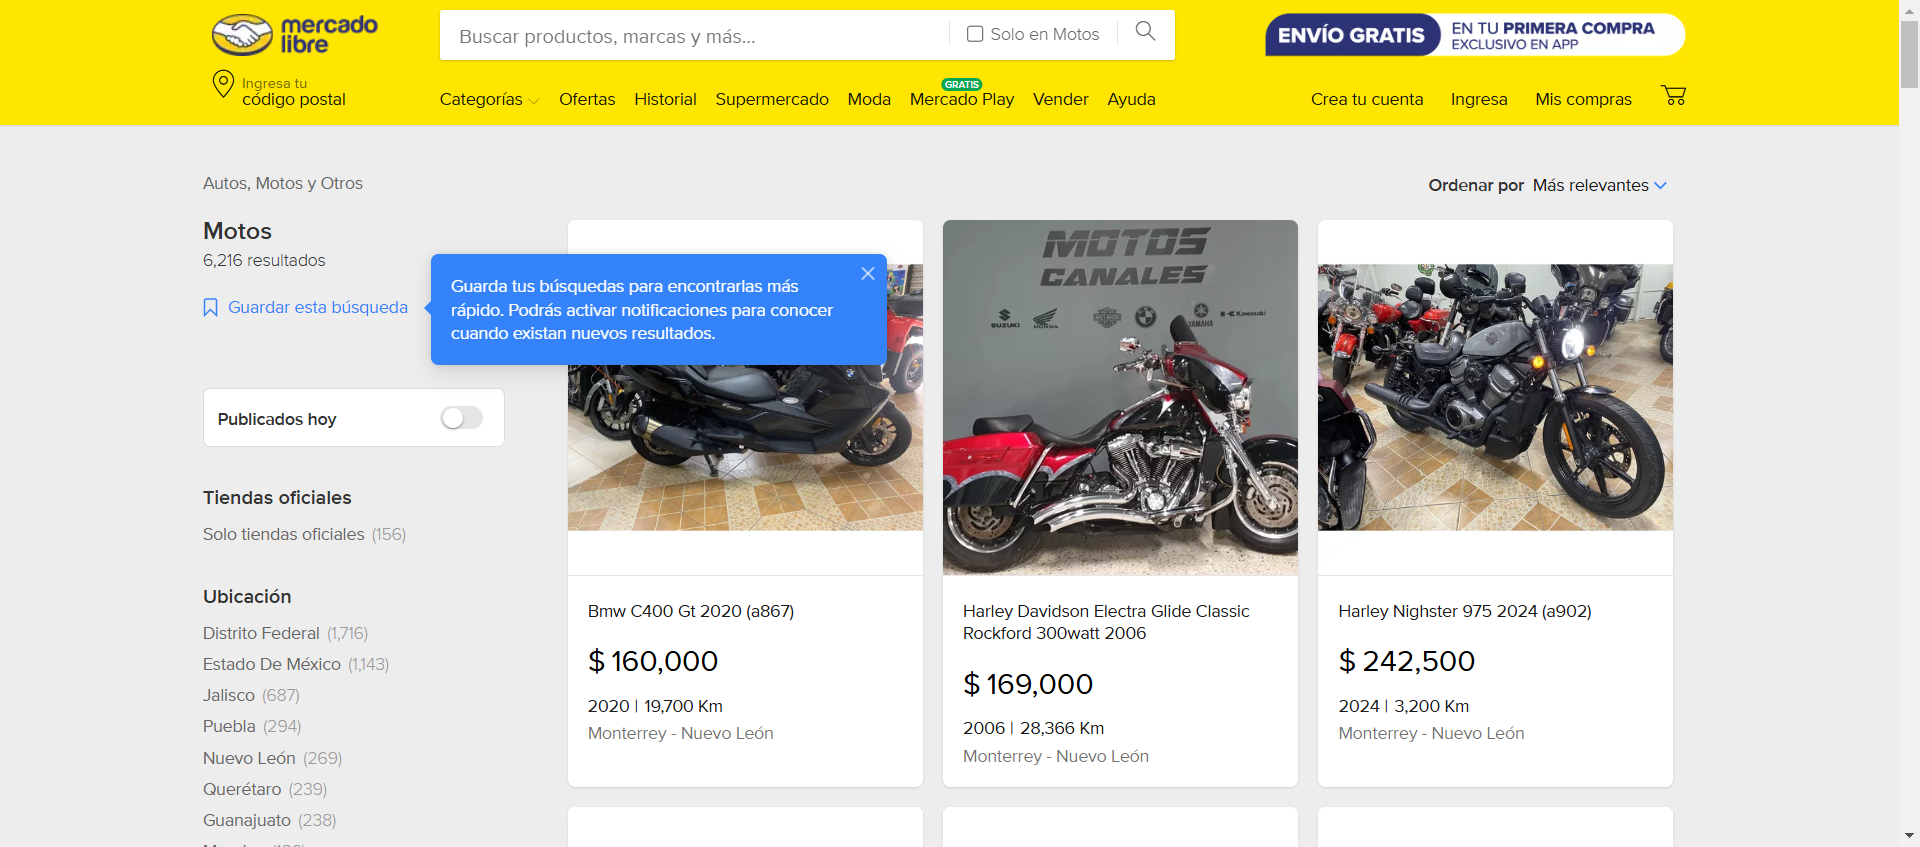 mercado
libre
Buscar productos, marcas y más...
Solo en Motos
ENVÍO GRATIS
EN TU PRIMERA COMPRA
EXCLUSIVO EN APP
Ingresa tu
código postal
Categorías
Ofertas
Historial
Supermercado
Moda
GRATIS
Mercado Play
Vender
Ayuda
Crea tu cuenta
Ingresa
Mis compras
Autos, Motos y Otros
Ordenar por Más relevantes
Motos
6,216 resultados
Guardar esta búsqueda
Guarda tus búsquedas para encontrarlas más
rápido. Podrás activar notificaciones para conocer
cuando existan nuevos resultados.
Publicados hoy
Tiendas oficiales
Solo tiendas oficiales (156)
Ubicación
Distrito Federal (1,716)
Estado De México (1,143)
Jalisco (687)
Puebla (294)
Nuevo León (269)
Querétaro (239)
Guanajuato (238)
Bmw C400 Gt 2020 (a867)
$ 160,000
2020 | 19,700 Km
Monterrey - Nuevo León
MOTOS
CANALES
SUZUKI
HONDA
YAMAHA
Kawasaki
Harley Davidson Electra Glide Classic
Rockford 300watt 2006
$ 169,000
2006 | 28,366 Km
Monterrey - Nuevo León
Harley Nighster 975 2024 (a902)
$ 242,500
2024 | 3,200 Km
Monterrey - Nuevo León